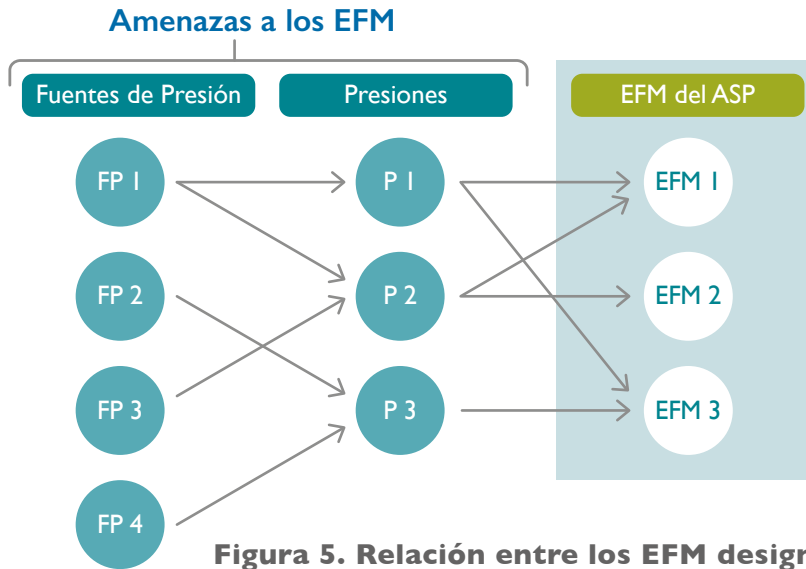 Amenazas a los EFM
Fuentes de Presión Presiones EFM del ASP
FP 1 P 1 EFM 1
FP 2 P 2 EFM 2
FP 3 P 3 EFM 3
FP 4
Figura 5. Relación entre los EFM